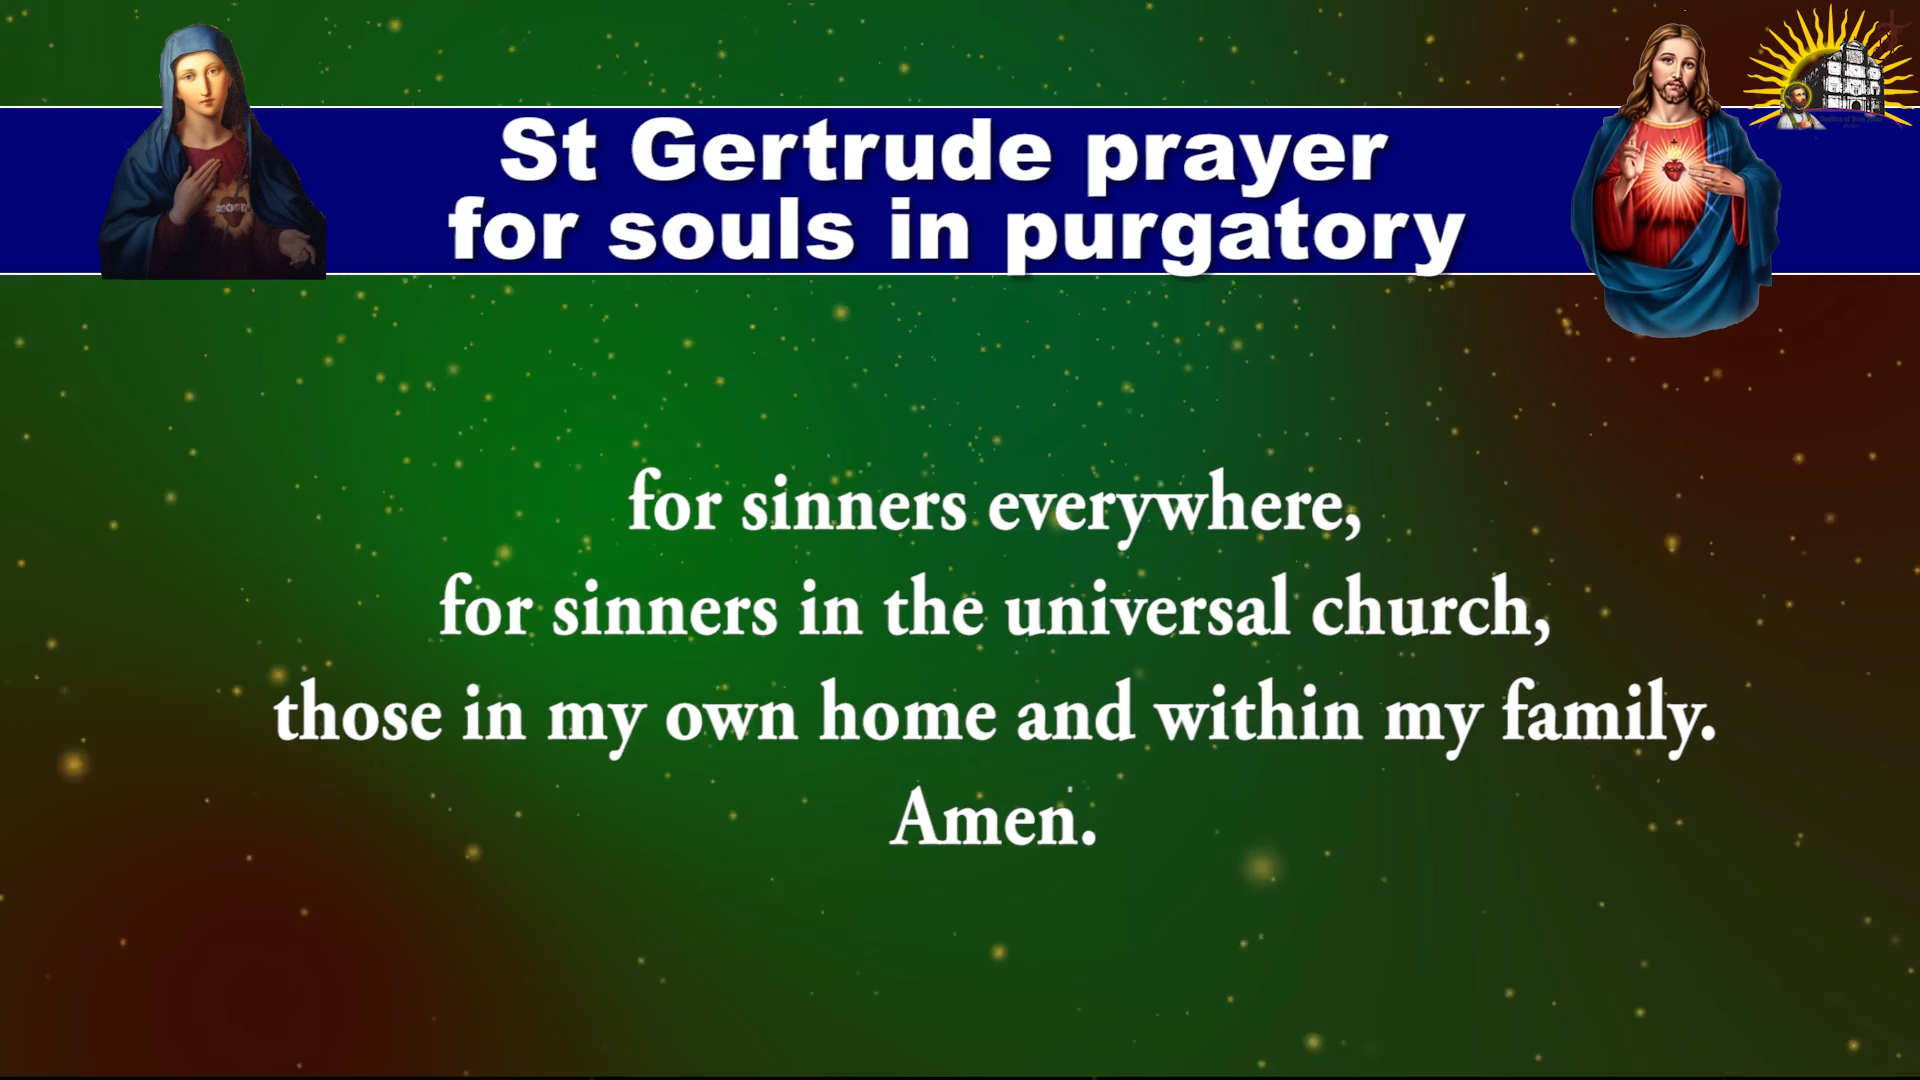 St Gertrude prayer
for souls in purgatory
for sinners everywhere,
for sinners in the universal church,
those in my own home and within my family.
Amen.